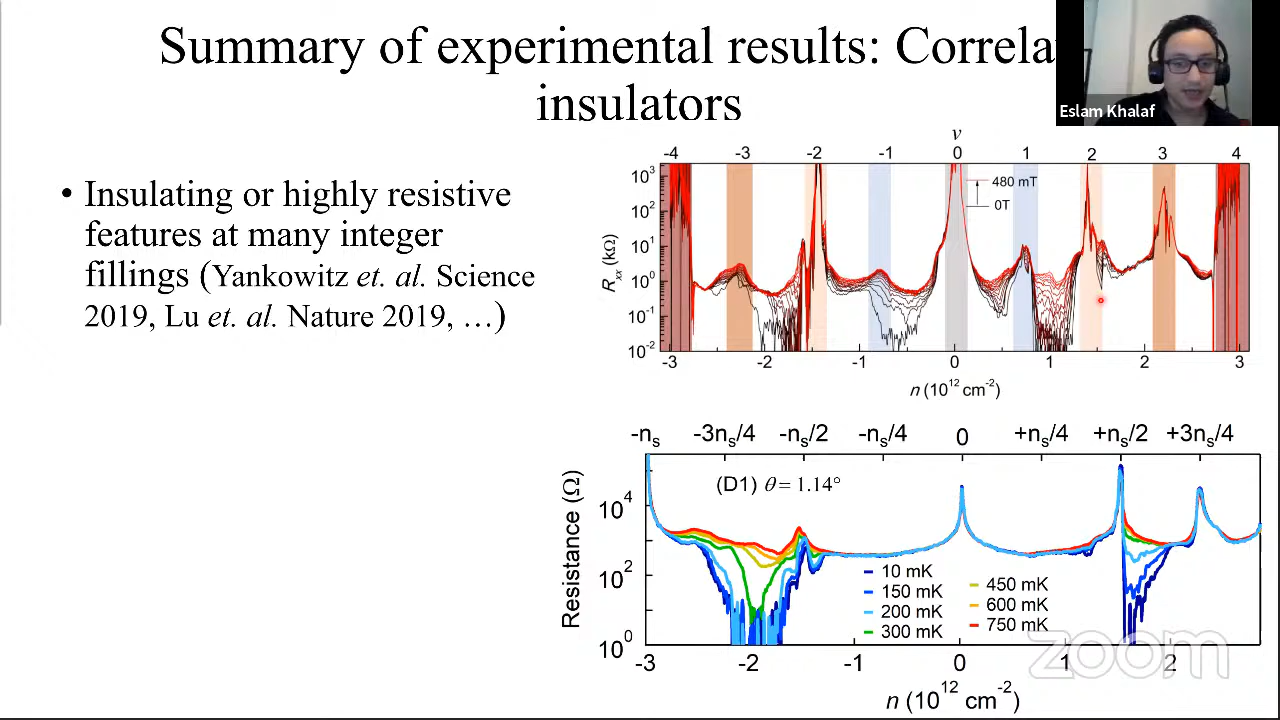 Summary of experimental results: Correla
insulators
Eslam Khalaf
• Insulating or highly resistive
features at many integer
fillings (Yankowitz et. al. Science
2019, Lu et. al. Nature 2019, …)
ν
-4 -3 -2 -1 0 1 2 3 4
10³
10²
10¹
10⁰
10⁻¹
10⁻²
Rxx (kΩ)
480 mT
0T
-3 -2 -1 0 1 2 3
n (10¹² cm⁻²)
-ns -3ns/4 -ns/2 -ns/4 0 +ns/4 +ns/2 +3ns/4
(D1) θ = 1.14°
Resistance (Ω)
10⁴
10²
10⁰
10 mK
150 mK
200 mK
300 mK
450 mK
600 mK
750 mK
-3 -2 -1 0 1 2
n (10¹² cm⁻²)
zoom